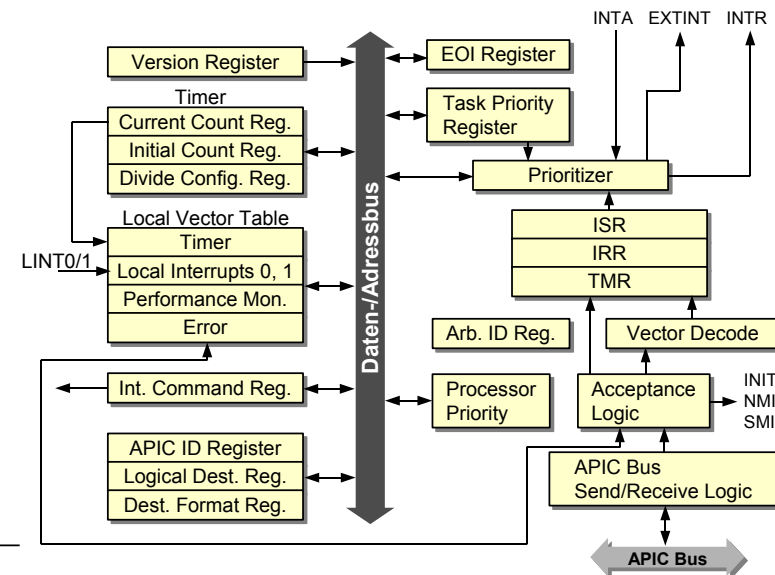 INTA EXTINT INTR
Version Register
EOI Register
Timer
Current Count Reg.
Initial Count Reg.
Divide Config. Reg.
Task Priority
Register
Prioritizer
Local Vector Table
Timer
LINT0/1
Local Interrupts 0, 1
Performance Mon.
Error
Daten-/Adressbus
ISR
IRR
TMR
Arb. ID Reg.
Vector Decode
Int. Command Reg.
Processor
Priority
Acceptance
Logic
INIT
NMI
SMI
APIC ID Register
Logical Dest. Reg.
Dest. Format Reg.
APIC Bus
Send/Receive Logic
APIC Bus